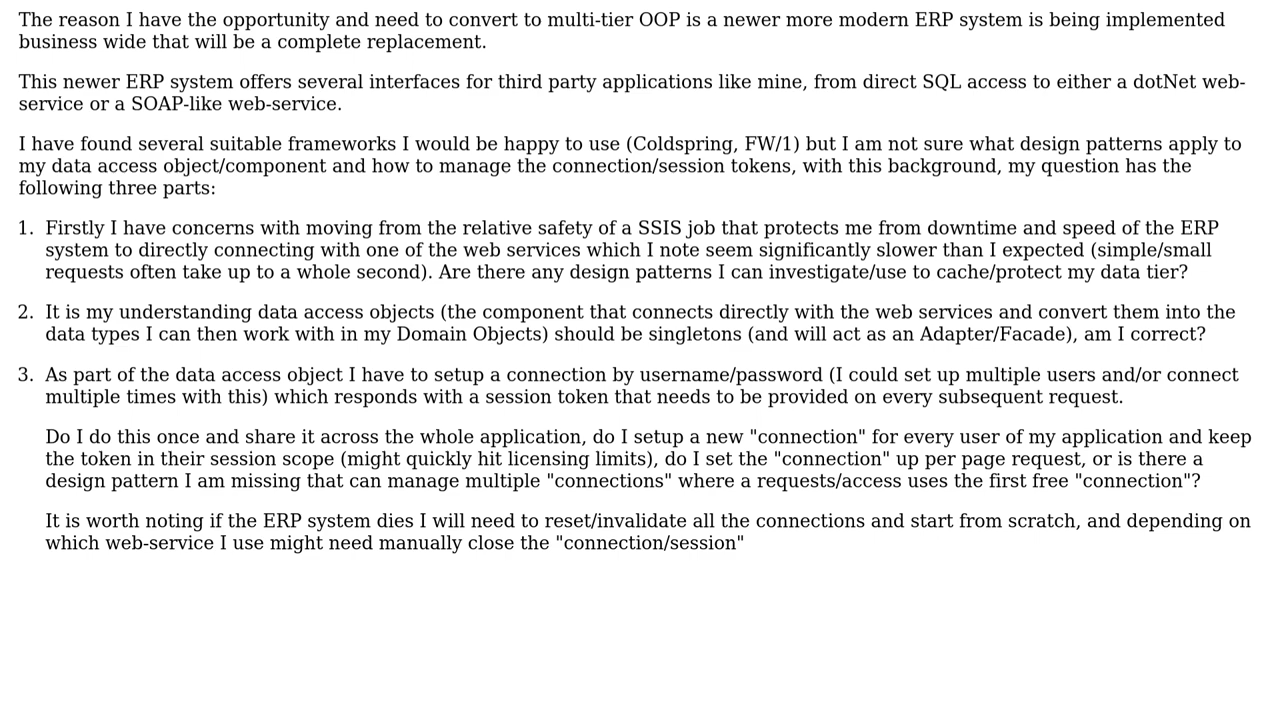 The reason I have the opportunity and need to convert to multi-tier OOP is a newer more modern ERP system is being implemented
business wide that will be a complete replacement.
This newer ERP system offers several interfaces for third party applications like mine, from direct SQL access to either a dotNet web-
service or a SOAP-like web-service.
I have found several suitable frameworks I would be happy to use (Coldspring, FW/1) but I am not sure what design patterns apply to
my data access object/component and how to manage the connection/session tokens, with this background, my question has the
following three parts:
1. Firstly I have concerns with moving from the relative safety of a SSIS job that protects me from downtime and speed of the ERP
system to directly connecting with one of the web services which I note seem significantly slower than I expected (simple/small
requests often take up to a whole second). Are there any design patterns I can investigate/use to cache/protect my data tier?
2. It is my understanding data access objects (the component that connects directly with the web services and convert them into the
data types I can then work with in my Domain Objects) should be singletons (and will act as an Adapter/Facade), am I correct?
3. As part of the data access object I have to setup a connection by username/password (I could set up multiple users and/or connect
multiple times with this) which responds with a session token that needs to be provided on every subsequent request.
Do I do this once and share it across the whole application, do I setup a new "connection" for every user of my application and keep
the token in their session scope (might quickly hit licensing limits), do I set the "connection" up per page request, or is there a
design pattern I am missing that can manage multiple "connections" where a requests/access uses the first free "connection"?
It is worth noting if the ERP system dies I will need to reset/invalidate all the connections and start from scratch, and depending on
which web-service I use might need manually close the "connection/session"